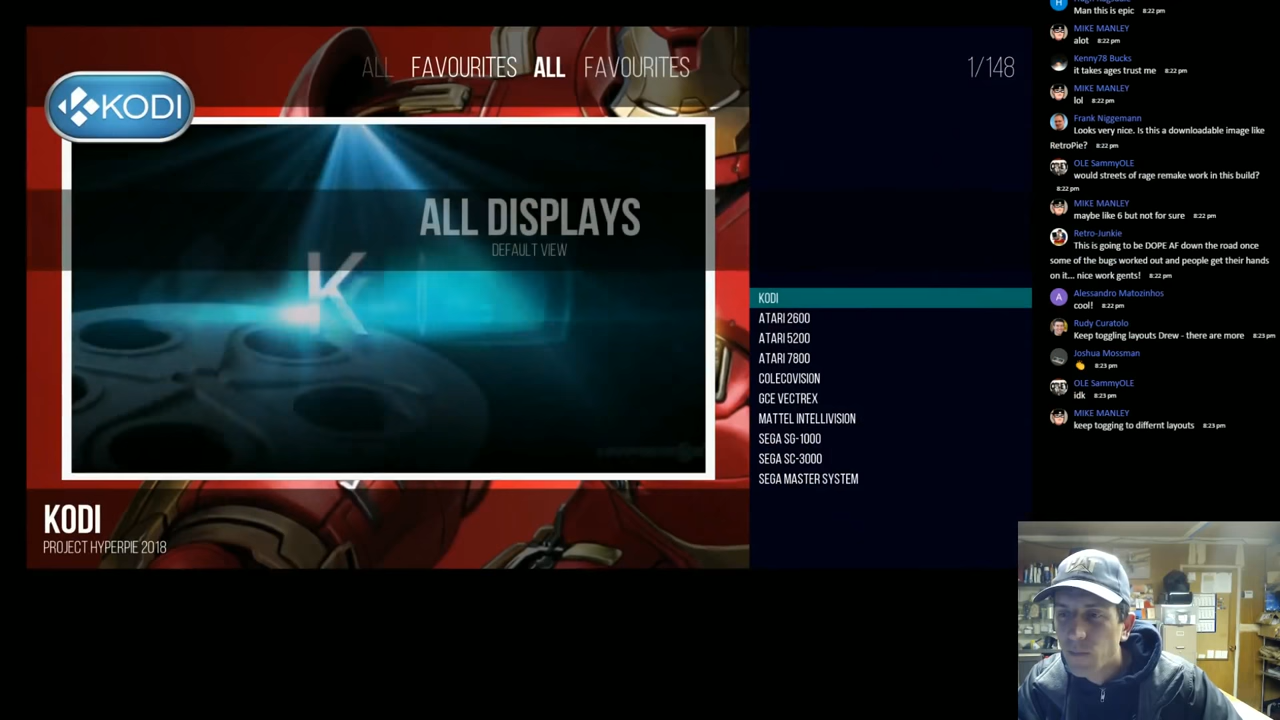 ALL FAVOURITES ALL FAVOURITES
1/148
KODI
ALL DISPLAYS
DEFAULT VIEW
K
KODI
ATARI 2600
ATARI 5200
ATARI 7800
COLECOVISION
GCE VECTREX
MATTEL INTELLIVISION
SEGA SG-1000
SEGA SC-3000
SEGA MASTER SYSTEM
KODI
PROJECT HYPERPIE 2018
Man this is epic 8:22 pm
MIKE MANLEY
alot 8:22 pm
Kenny78 Bucks
it takes ages trust me 8:22 pm
MIKE MANLEY
lol 8:22 pm
Frank Niggemann
Looks very nice. Is this a downloadable image like
RetroPie? 8:22 pm
OLE SammyOLE
would streets of rage remake work in this build?
8:22 pm
MIKE MANLEY
maybe like 6 but not for sure 8:22 pm
Retro-Junkie
This is going to be DOPE AF down the road once
some of the bugs worked out and people get their hands
on it... nice work gents! 8:22 pm
Alessandro Matozinhos
cool! 8:22 pm
Rudy Curatolo
Keep toggling layouts Drew - there are more 8:23 pm
Joshua Mossman
👏 8:23 pm
OLE SammyOLE
idk 8:23 pm
MIKE MANLEY
keep togging to differnt layouts 8:23 pm
CAT